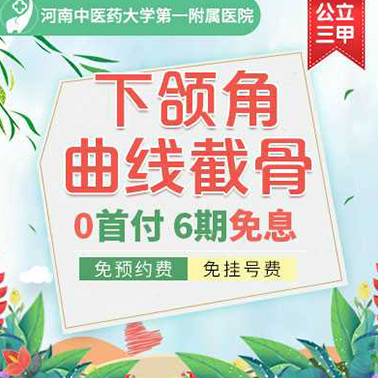 河南中医药大学第一附属医院
公立
三甲
下颌角
曲线截骨
0首付 6期免息
免预约费 免挂号费